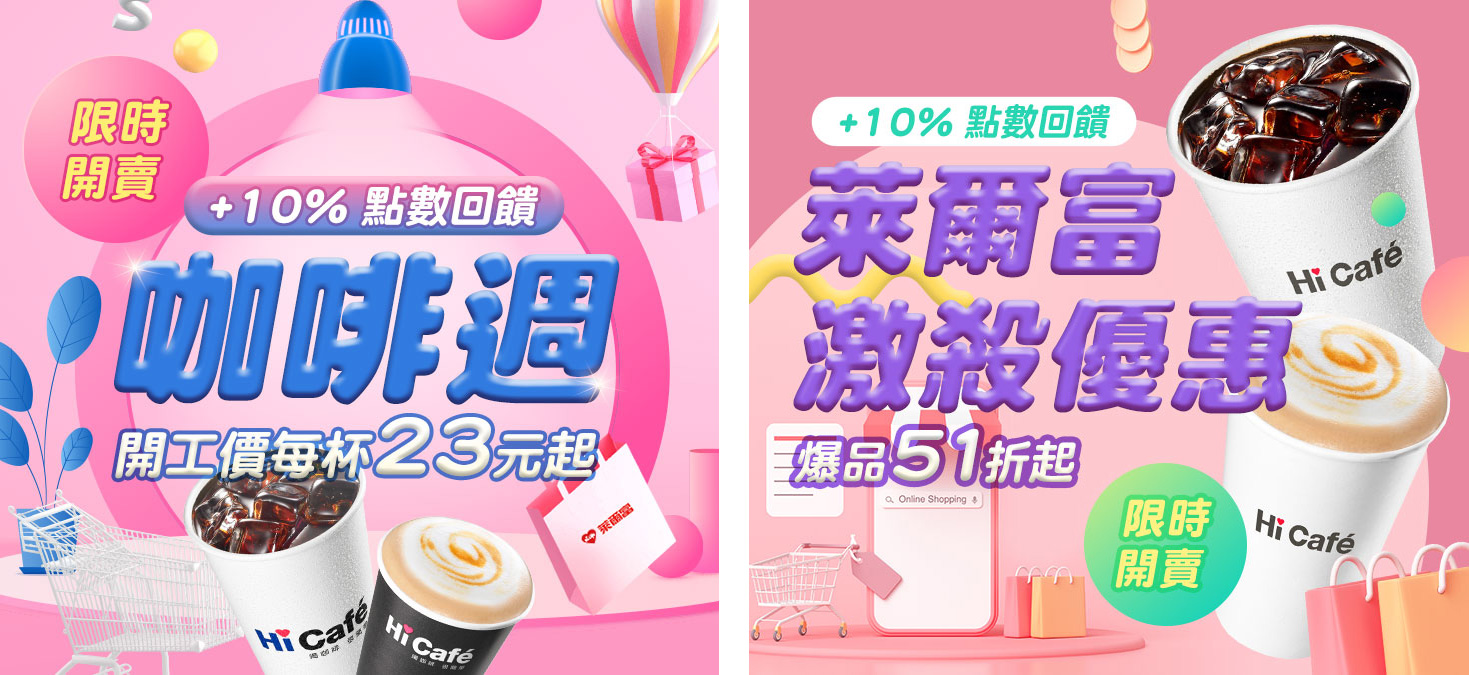 限時
開賣
+10% 點數回饋
咖啡週
開工價每杯23元起
萊爾富
Hi Café
Hi Café
+10% 點數回饋
萊爾富
激殺優惠
爆品51折起
Online Shopping
限時
開賣
Hi Café
Hi Café